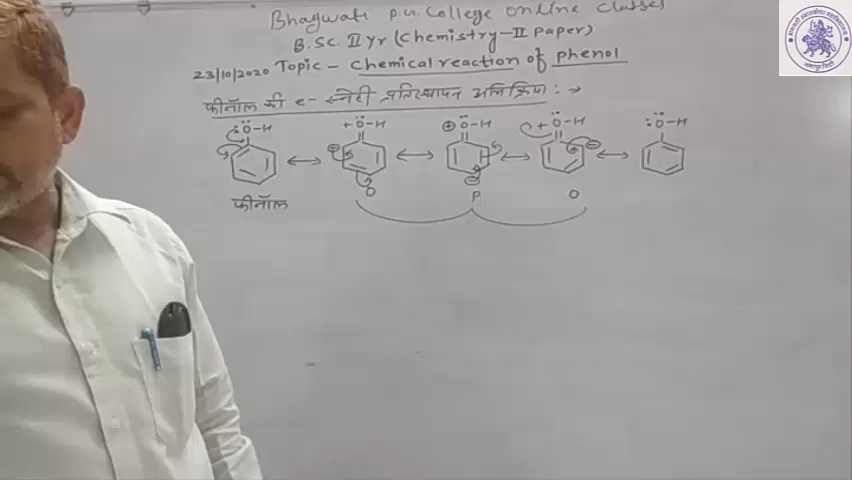 Bhagwati P.G. College online classes
B.Sc. II Yr (Chemistry-II Paper)
23/10/2020 Topic - Chemical reaction of phenol
फीनॉल की e- स्नेही प्रतिस्थापन अभिक्रिया : →
:Ö-H ↔ +Ö-H ↔ ⊕Ö-H ↔ +Ö-H ↔ :Ö-H
फीनॉल O P O